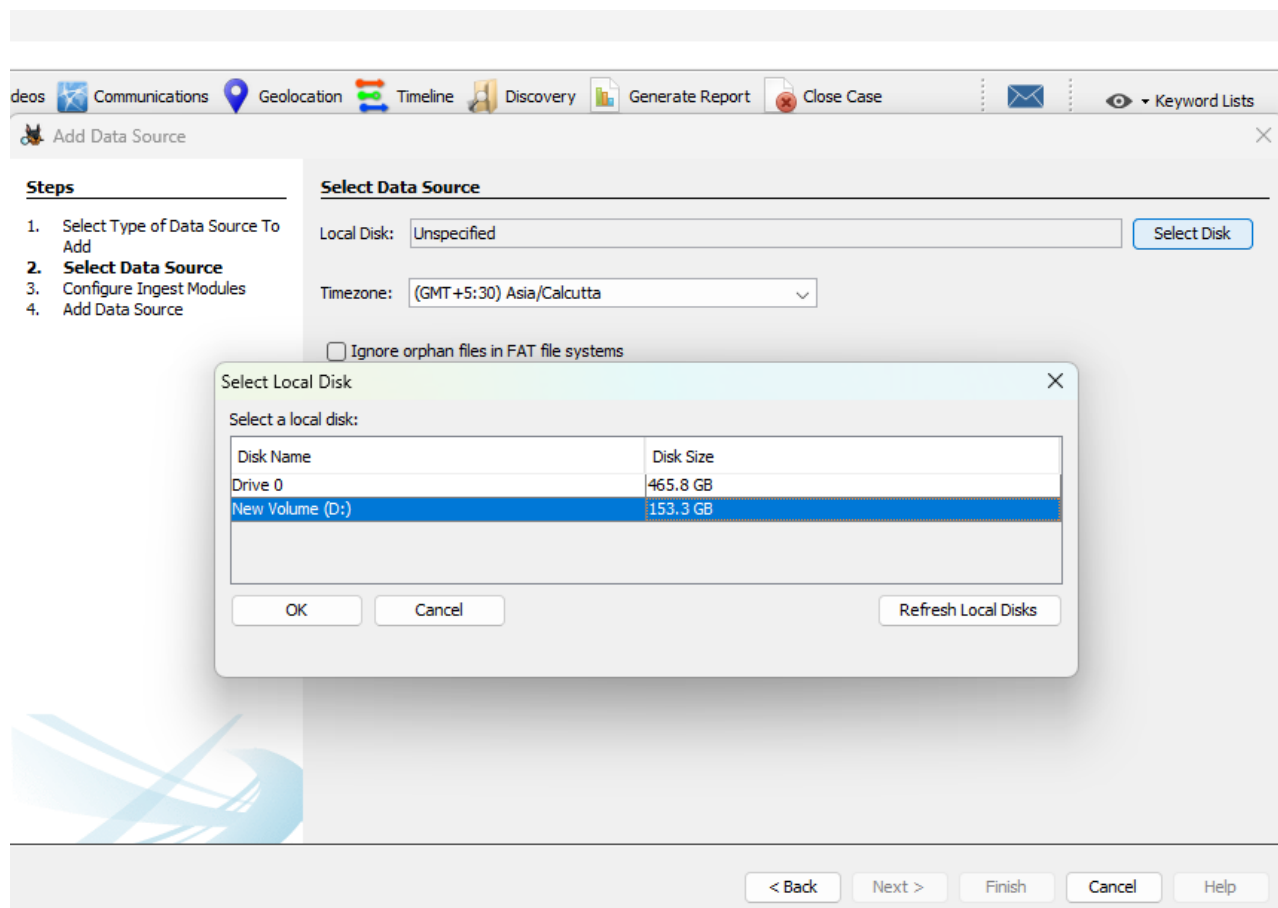 deos Communications Geolocation Timeline Discovery Generate Report Close Case Keyword Lists
Add Data Source
Steps
1. Select Type of Data Source To
Add
2. Select Data Source
3. Configure Ingest Modules
4. Add Data Source
Select Data Source
Local Disk: Unspecified Select Disk
Timezone: (GMT+5:30) Asia/Calcutta
Ignore orphan files in FAT file systems
Select Local Disk
Select a local disk:
Disk Name Disk Size
Drive 0 465.8 GB
New Volume (D:) 153.3 GB
OK Cancel Refresh Local Disks
< Back Next > Finish Cancel Help